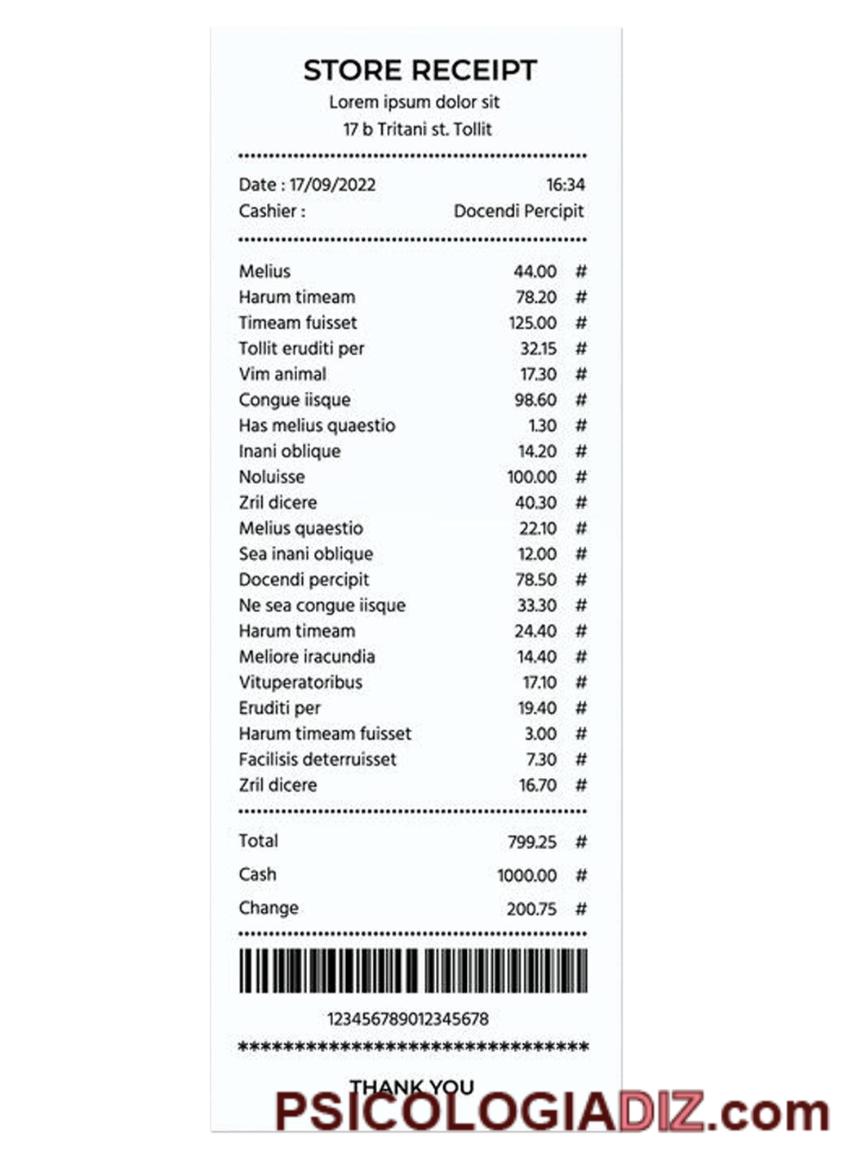 STORE RECEIPT
Lorem ipsum dolor sit
17 b Tritani st. Tollit
Date : 17/09/2022 16:34
Cashier : Docendi Percipit
Melius 44.00 #
Harum timeam 78.20 #
Timeam fuisset 125.00 #
Tollit eruditi per 32.15 #
Vim animal 17.30 #
Congue iisque 98.60 #
Has melius quaestio 1.30 #
Inani oblique 14.20 #
Noluisse 100.00 #
Zril dicere 40.30 #
Melius quaestio 22.10 #
Sea inani oblique 12.00 #
Docendi percipit 78.50 #
Ne sea congue iisque 33.30 #
Harum timeam 24.40 #
Meliore iracundia 14.40 #
Vituperatoribus 17.10 #
Eruditi per 19.40 #
Harum timeam fuisset 3.00 #
Facilisis deterruisset 7.30 #
Zril dicere 16.70 #
Total 799.25 #
Cash 1000.00 #
Change 200.75 #
123456789012345678
*******************************
THANK YOU
PSICOLOGIADIZ.com